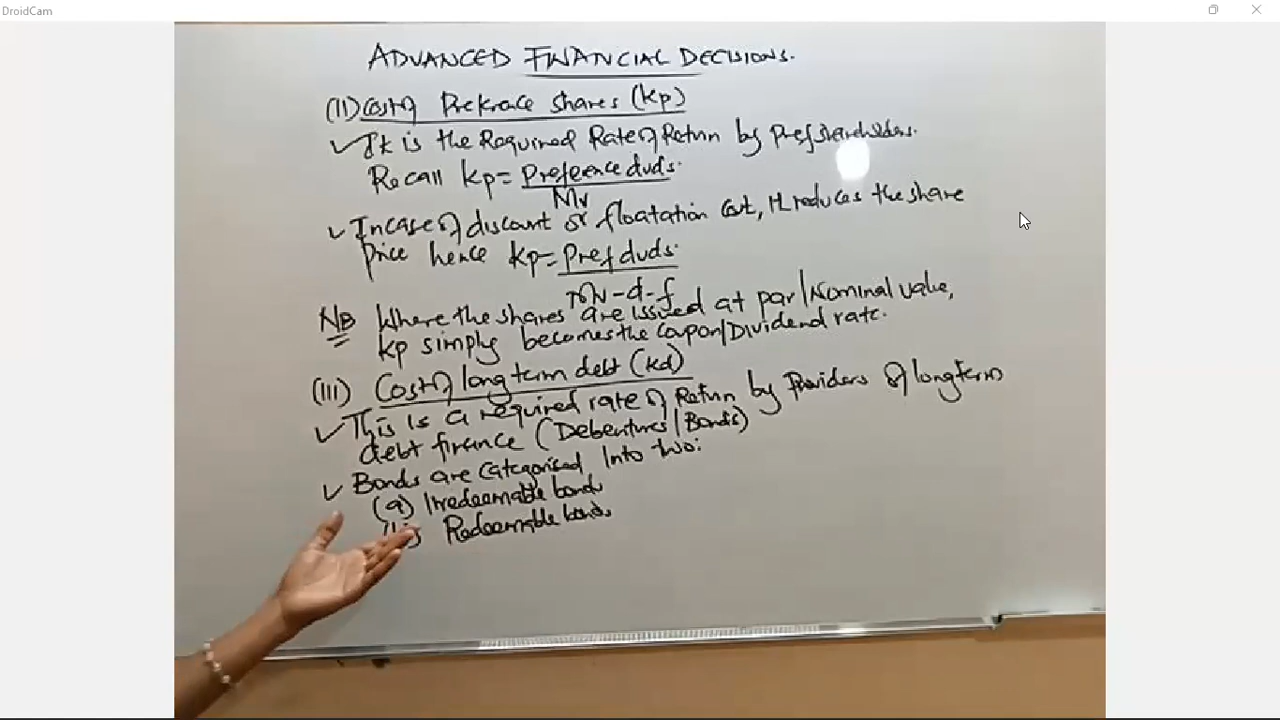 DroidCam
ADVANCED FINANCIAL DECISIONS.
(II) Cost of Preference shares (kp)
It is the Required Rate of Return by Pref shareholders.
Recall kp = Preference divds.
Mv
Incase of discount or floatation cost, it reduces the share
price hence kp = Pref divds.
Mv - d - f
NB Where the shares are issued at par/Nominal value,
kp simply becomes the coupon/Dividend rate.
(III) Cost of long term debt (kd)
This is a required rate of Return by Providers of long term
debt finance (Debentures/Bonds)
Bonds are categorised into two:
(a) Irredeemable bonds
Redeemable bonds